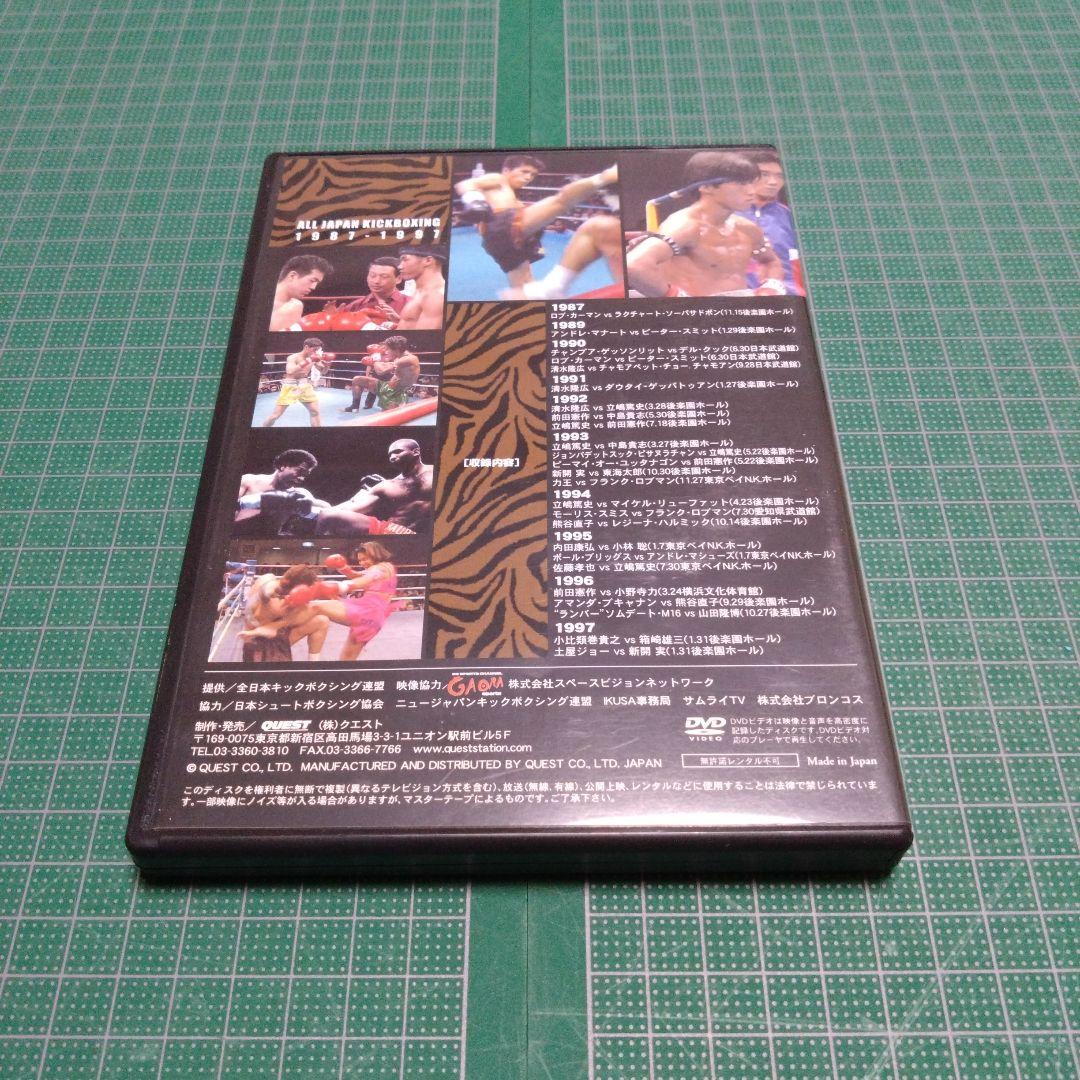 ALL JAPAN KICKBOXING
1987-1997
[収録内容]
1987
ロブ・カーマン vs ラクチャート・ソーパサドポン(11.15後楽園ホール)
1989
アンドレ・マナート vs ピーター・スミット(1.29後楽園ホール)
1990
チャンプア・ゲッソンリット vs デル・クック(6.30日本武道館)
ロブ・カーマン vs ピーター・スミット(6.30日本武道館)
清水隆広 vs チャモアペット・チョー.チャモアン(9.28日本武道館)
1991
清水隆広 vs ダウタイ・ゲッパトゥアン(1.27後楽園ホール)
1992
清水隆広 vs 立嶋篤史(3.28後楽園ホール)
前田憲作 vs 中島貴志(5.30後楽園ホール)
立嶋篤史 vs 前田憲作(7.18後楽園ホール)
1993
立嶋篤史 vs 中島貴志(3.27後楽園ホール)
ジョンパデットスック・ピサヌラチャン vs 立嶋篤史(5.22後楽園ホール)
ピーマイ・オー・ユッタナゴン vs 前田憲作(5.22後楽園ホール)
新開 実 vs 東海太郎(10.30後楽園ホール)
力王 vs フランク・ロブマン(11.27東京ベイN.K.ホール)
1994
立嶋篤史 vs マイケル・リューファット(4.23後楽園ホール)
モーリス・スミス vs フランク・ロブマン(7.30愛知県武道館)
熊谷直子 vs レジーナ・ハルミック(10.14後楽園ホール)
1995
内田康弘 vs 小林 聡(1.7東京ベイN.K.ホール)
ポール・ブリッグス vs アンドレ・マシューズ(1.7東京ベイN.K.ホール)
佐藤孝也 vs 立嶋篤史(7.30東京ベイN.K.ホール)
1996
前田憲作 vs 小野寺力(3.24横浜文化体育館)
アマンダ・ブキャナン vs 熊谷直子(9.29後楽園ホール)
"ランバー"ソムデート・M16 vs 山田隆博(10.27後楽園ホール)
1997
小比類巻貴之 vs 箱崎雄三(1.31後楽園ホール)
土屋ジョー vs 新開 実(1.31後楽園ホール)
提供／全日本キックボクシング連盟 映像協力／GAORA 株式会社スペースビジョンネットワーク
協力／日本シュートボクシング協会 ニュージャパンキックボクシング連盟 IKUSA事務局 サムライTV 株式会社ブロンコス
制作・発売／QUEST (株)クエスト
〒169-0075東京都新宿区高田馬場3-3-1ユニオン駅前ビル5F
TEL.03-3360-3810 FAX.03-3366-7766 www.queststation.com
© QUEST CO., LTD. MANUFACTURED AND DISTRIBUTED BY QUEST CO., LTD. JAPAN
DVD VIDEO
DVDビデオは映像と音声を高密度に
記録したディスクです。DVDビデオ対
応のプレーヤで再生してください。
無許諾レンタル不可
Made in Japan
このディスクを権利者に無断で複製(異なるテレビジョン方式を含む)、放送(無線、有線)、公開上映、レンタルなどに使用することは法律で禁じられていま
す。一部映像にノイズ等が入る場合がありますが、マスターテープによるものです。ご了承下さい。